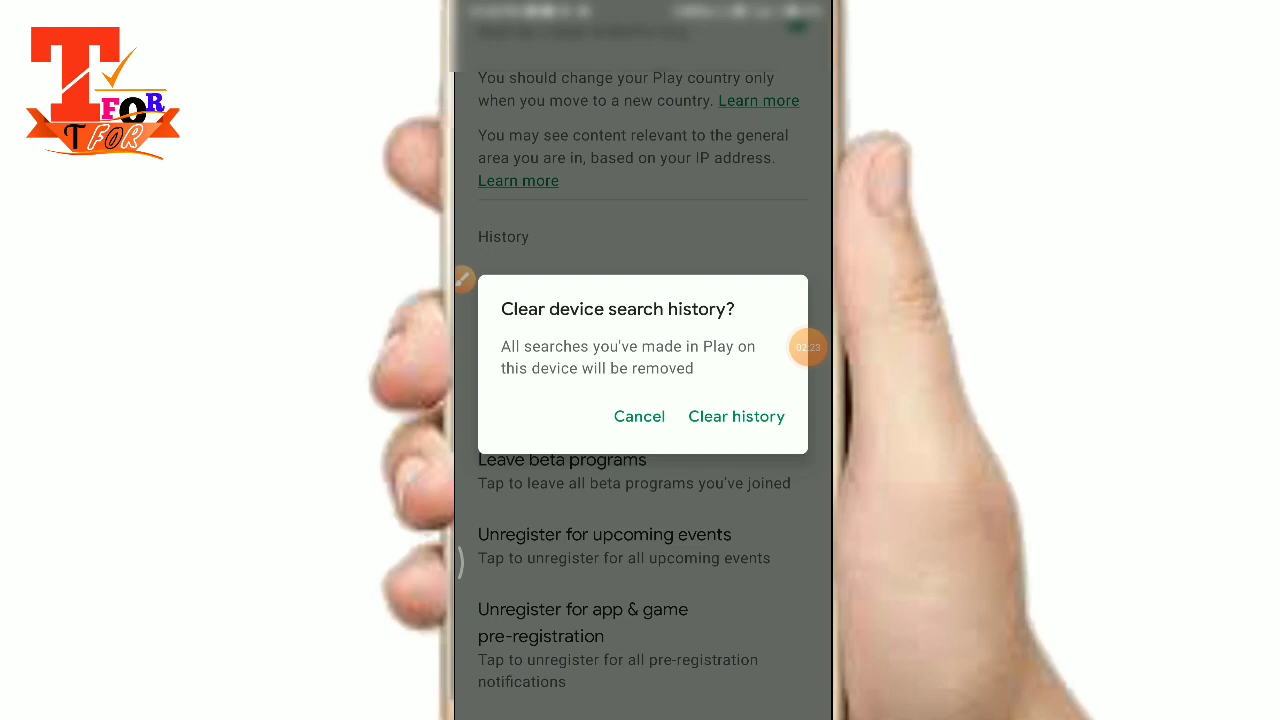 T
FOR
T FOR
You should change your Play country only
when you move to a new country. Learn more
You may see content relevant to the general
area you are in, based on your IP address.
Learn more
History
Clear device search history?
All searches you've made in Play on
this device will be removed
02:23
Cancel Clear history
Leave beta programs
Tap to leave all beta programs you've joined
Unregister for upcoming events
Tap to unregister for all upcoming events
Unregister for app & game
pre-registration
Tap to unregister for all pre-registration
notifications